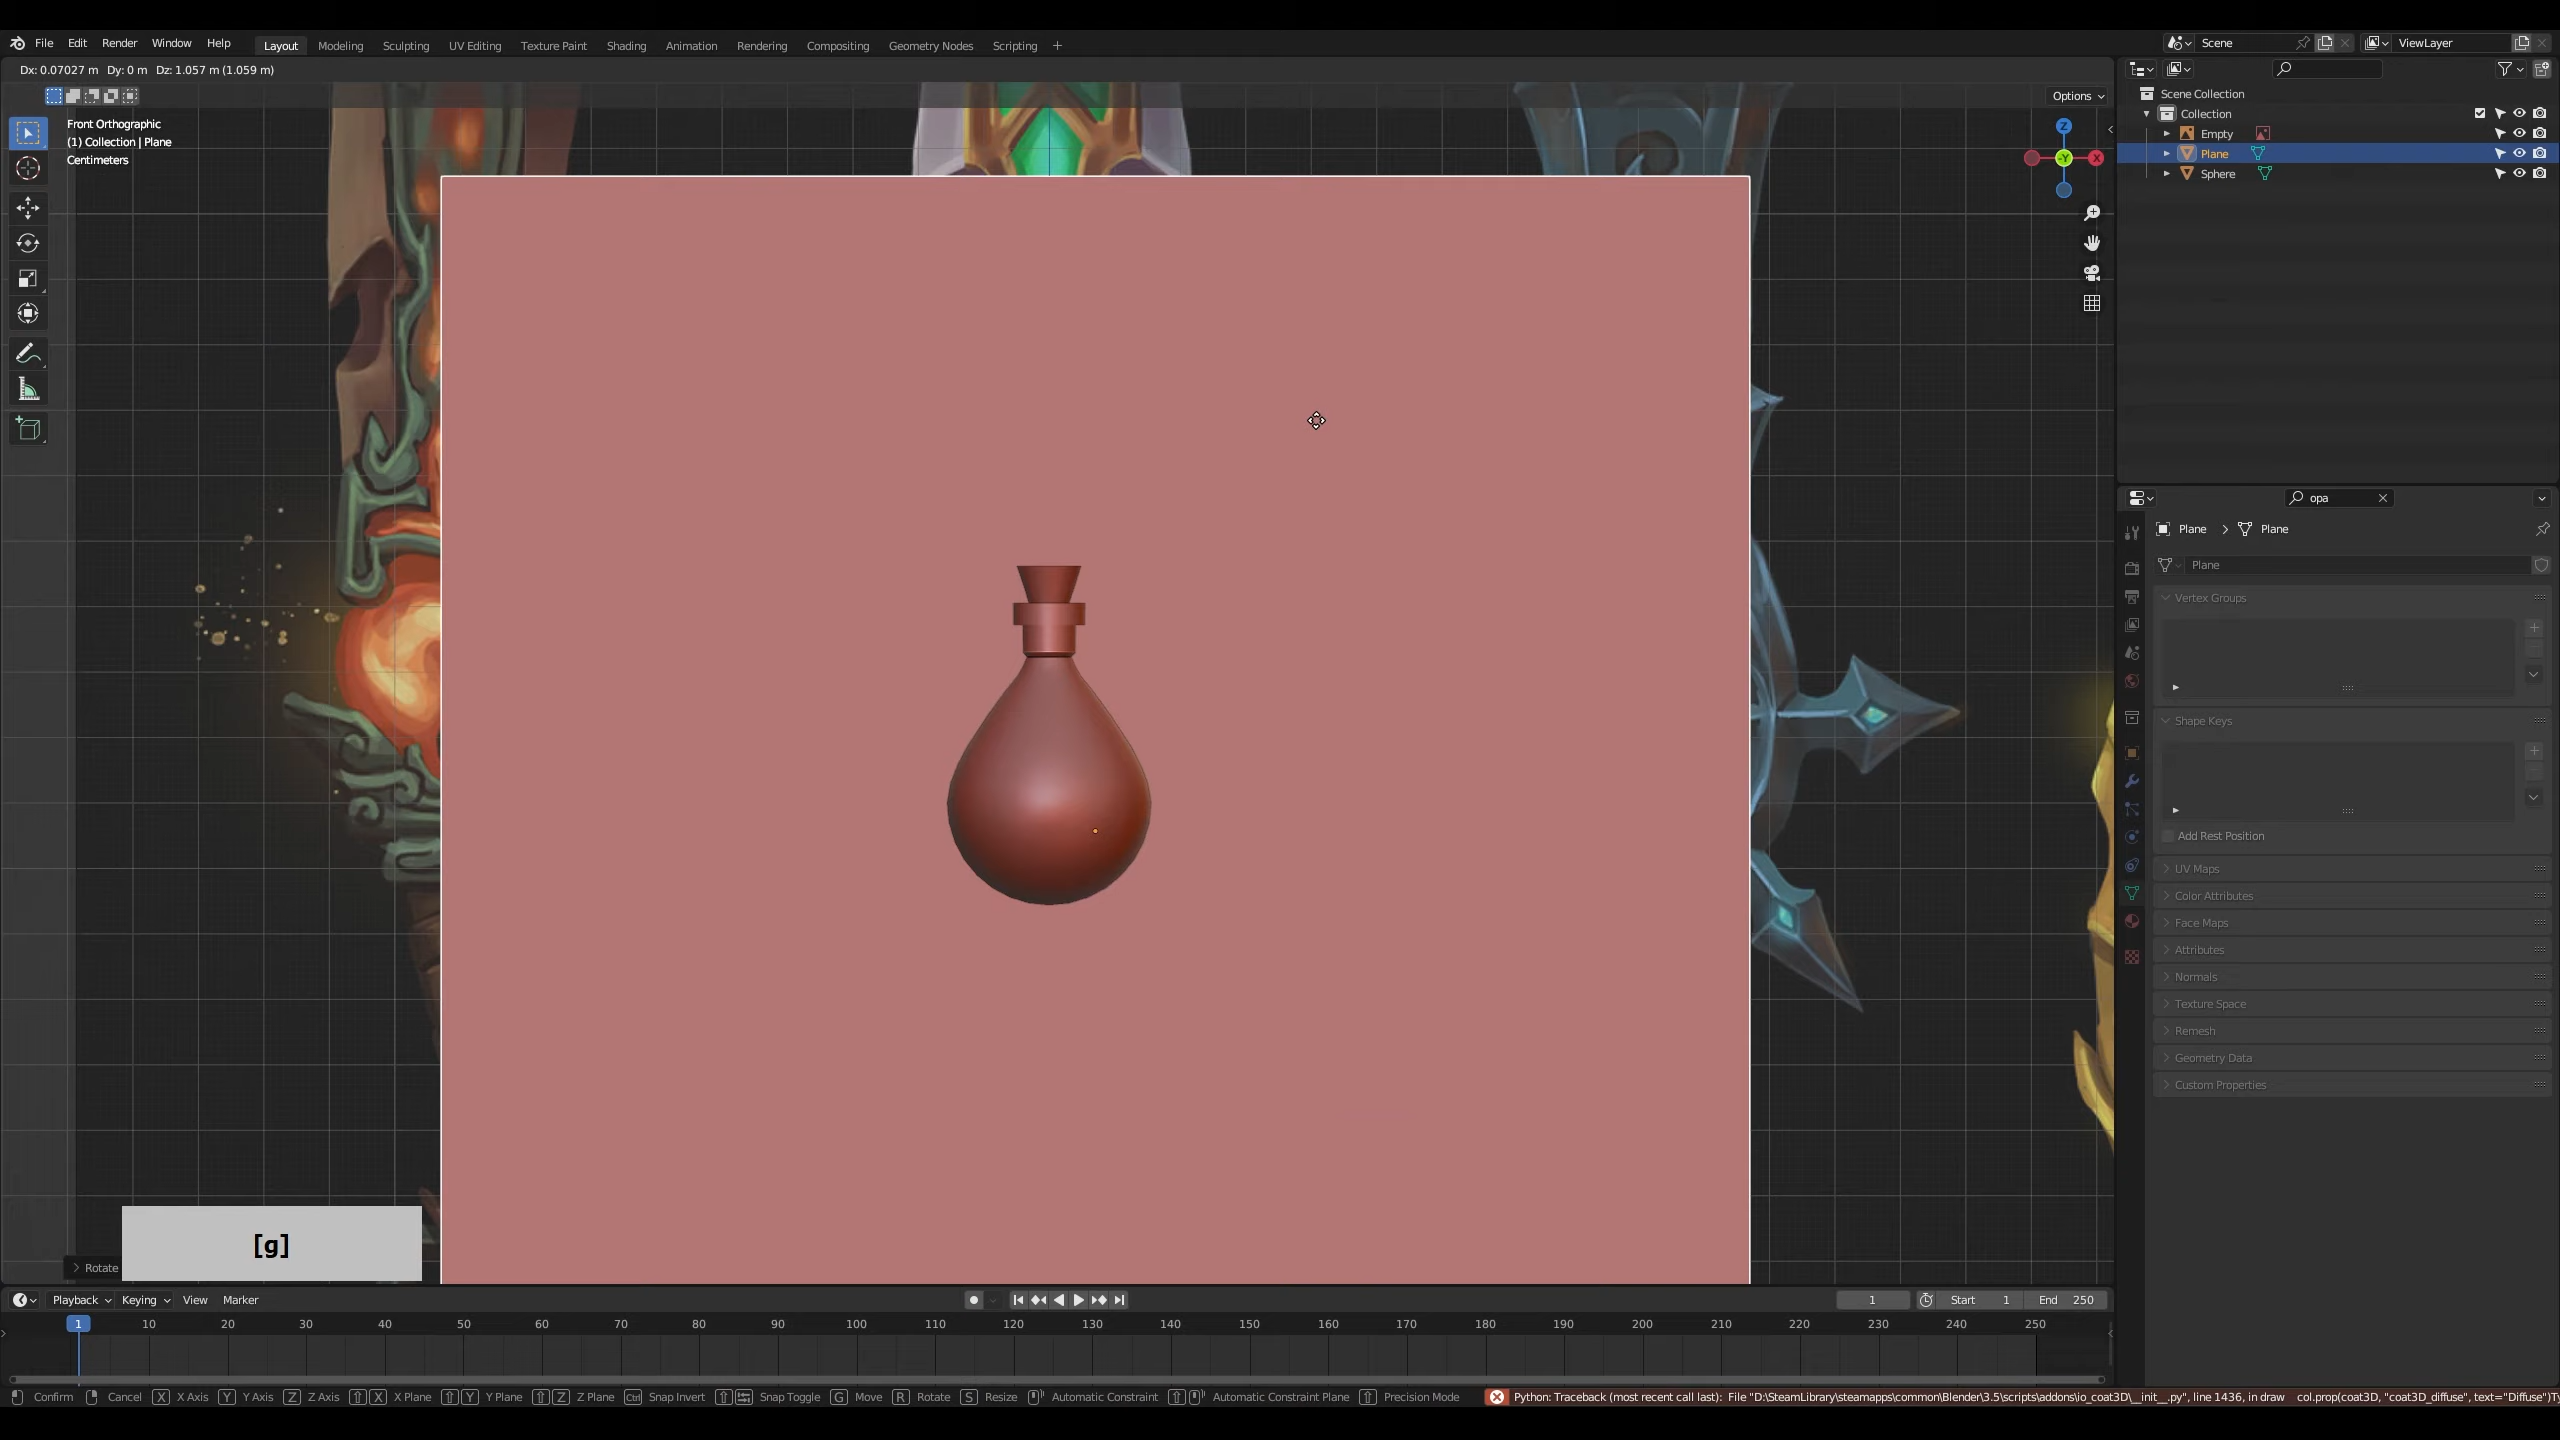 File Edit Render Window Help Layout Modeling Sculpting UV Editing Texture Paint Shading Animation Rendering Compositing Geometry Nodes Scripting + Scene ViewLayer
Dx: 0.07027 m Dy: 0 m Dz: 1.057 m (1.059 m)
Options
Front Orthographic
(1) Collection | Plane
Centimeters
Z
-Y
X
Scene Collection
Collection
Empty
Plane
Sphere
opa
Plane > Plane
Plane
Vertex Groups
Shape Keys
Add Rest Position
UV Maps
Color Attributes
Face Maps
Attributes
Normals
Texture Space
Remesh
Geometry Data
Custom Properties
[g]
Rotate
Playback Keying View Marker 1 Start 1 End 250
1 10 20 30 40 50 60 70 80 90 100 110 120 130 140 150 160 170 180 190 200 210 220 230 240 250
Confirm Cancel X X Axis Y Y Axis Z Z Axis X X Plane Y Y Plane Z Z Plane Ctrl Snap Invert Snap Toggle G Move R Rotate S Resize Automatic Constraint Automatic Constraint Plane Precision Mode Python: Traceback (most recent call last): File "D:\SteamLibrary\steamapps\common\Blender\3.5\scripts\addons\io_coat3D\__init__.py", line 1436, in draw col.prop(coat3D, "coat3D_diffuse", text="Diffuse")Ty